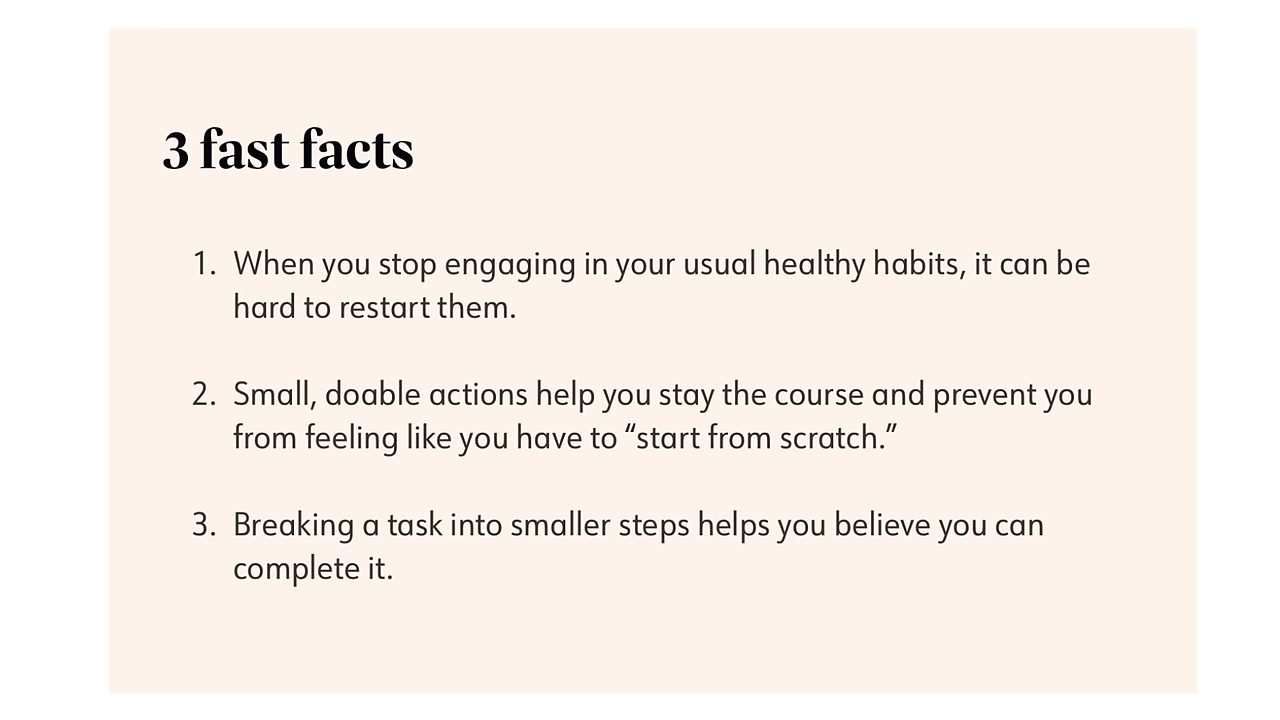 3 fast facts
1. When you stop engaging in your usual healthy habits, it can be
hard to restart them.
2. Small, doable actions help you stay the course and prevent you
from feeling like you have to “start from scratch.”
3. Breaking a task into smaller steps helps you believe you can
complete it.